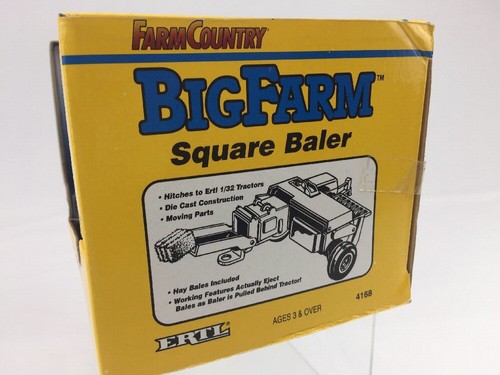 FARM COUNTRY
BIG FARM™
Square Baler
• Hitches to Ertl 1/32 Tractors
• Die Cast Construction
• Moving Parts
• Hay Bales Included
• Working Features Actually Eject
Bales as Baler is Pulled Behind Tractor!
4168
AGES 3 & OVER
ERTL